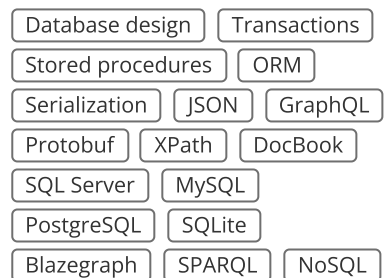 Database design Transactions
Stored procedures ORM
Serialization JSON GraphQL
Protobuf XPath DocBook
SQL Server MySQL
PostgreSQL SQLite
Blazegraph SPARQL NoSQL